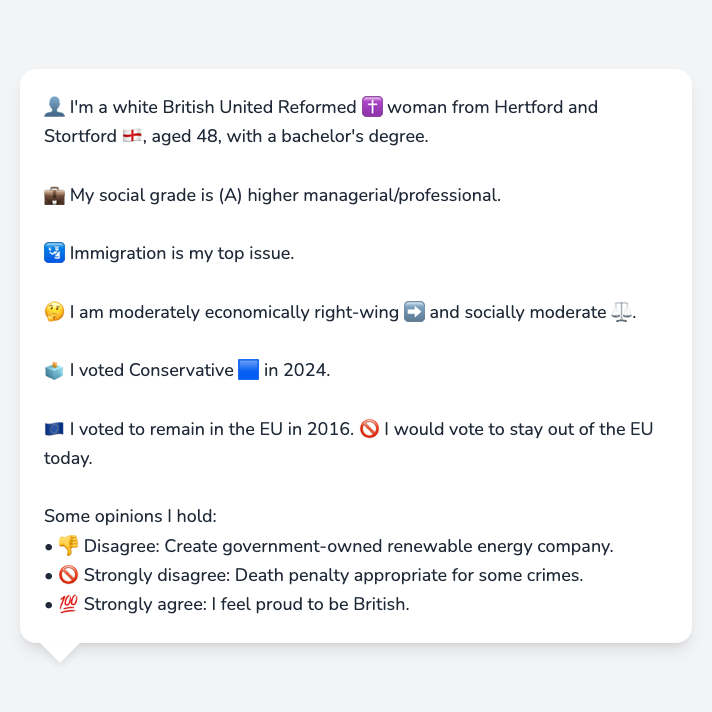 👤 I'm a white British United Reformed ✝️ woman from Hertford and
Stortford 🏴󠁧󠁢󠁥󠁮󠁧󠁿, aged 48, with a bachelor's degree.
💼 My social grade is (A) higher managerial/professional.
🛂 Immigration is my top issue.
🤔 I am moderately economically right-wing ➡️ and socially moderate ⚖️.
🗳️ I voted Conservative 🟦 in 2024.
🇪🇺 I voted to remain in the EU in 2016. 🚫 I would vote to stay out of the EU
today.
Some opinions I hold:
• 👎 Disagree: Create government-owned renewable energy company.
• 🚫 Strongly disagree: Death penalty appropriate for some crimes.
• 💯 Strongly agree: I feel proud to be British.